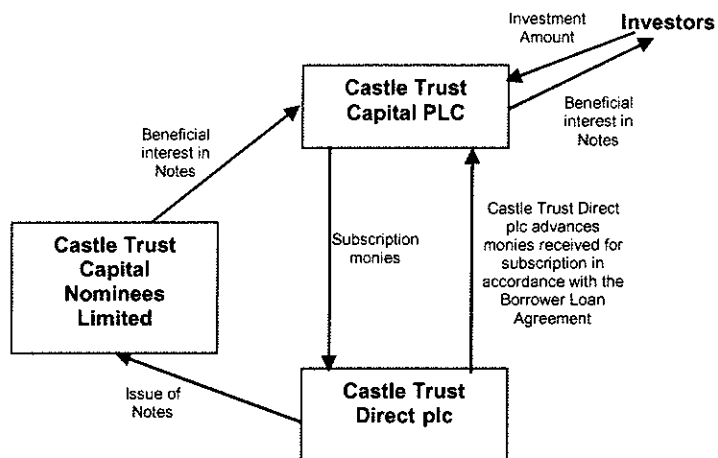 Investment
Amount
Investors
Castle Trust
Capital PLC
Beneficial
interest in
Notes
Beneficial
interest in
Notes
Castle Trust
Capital
Nominees
Limited
Subscription
monies
Castle Trust Direct
plc advances
monies received for
subscription in
accordance with the
Borrower Loan
Agreement
Issue of
Notes
Castle Trust
Direct plc